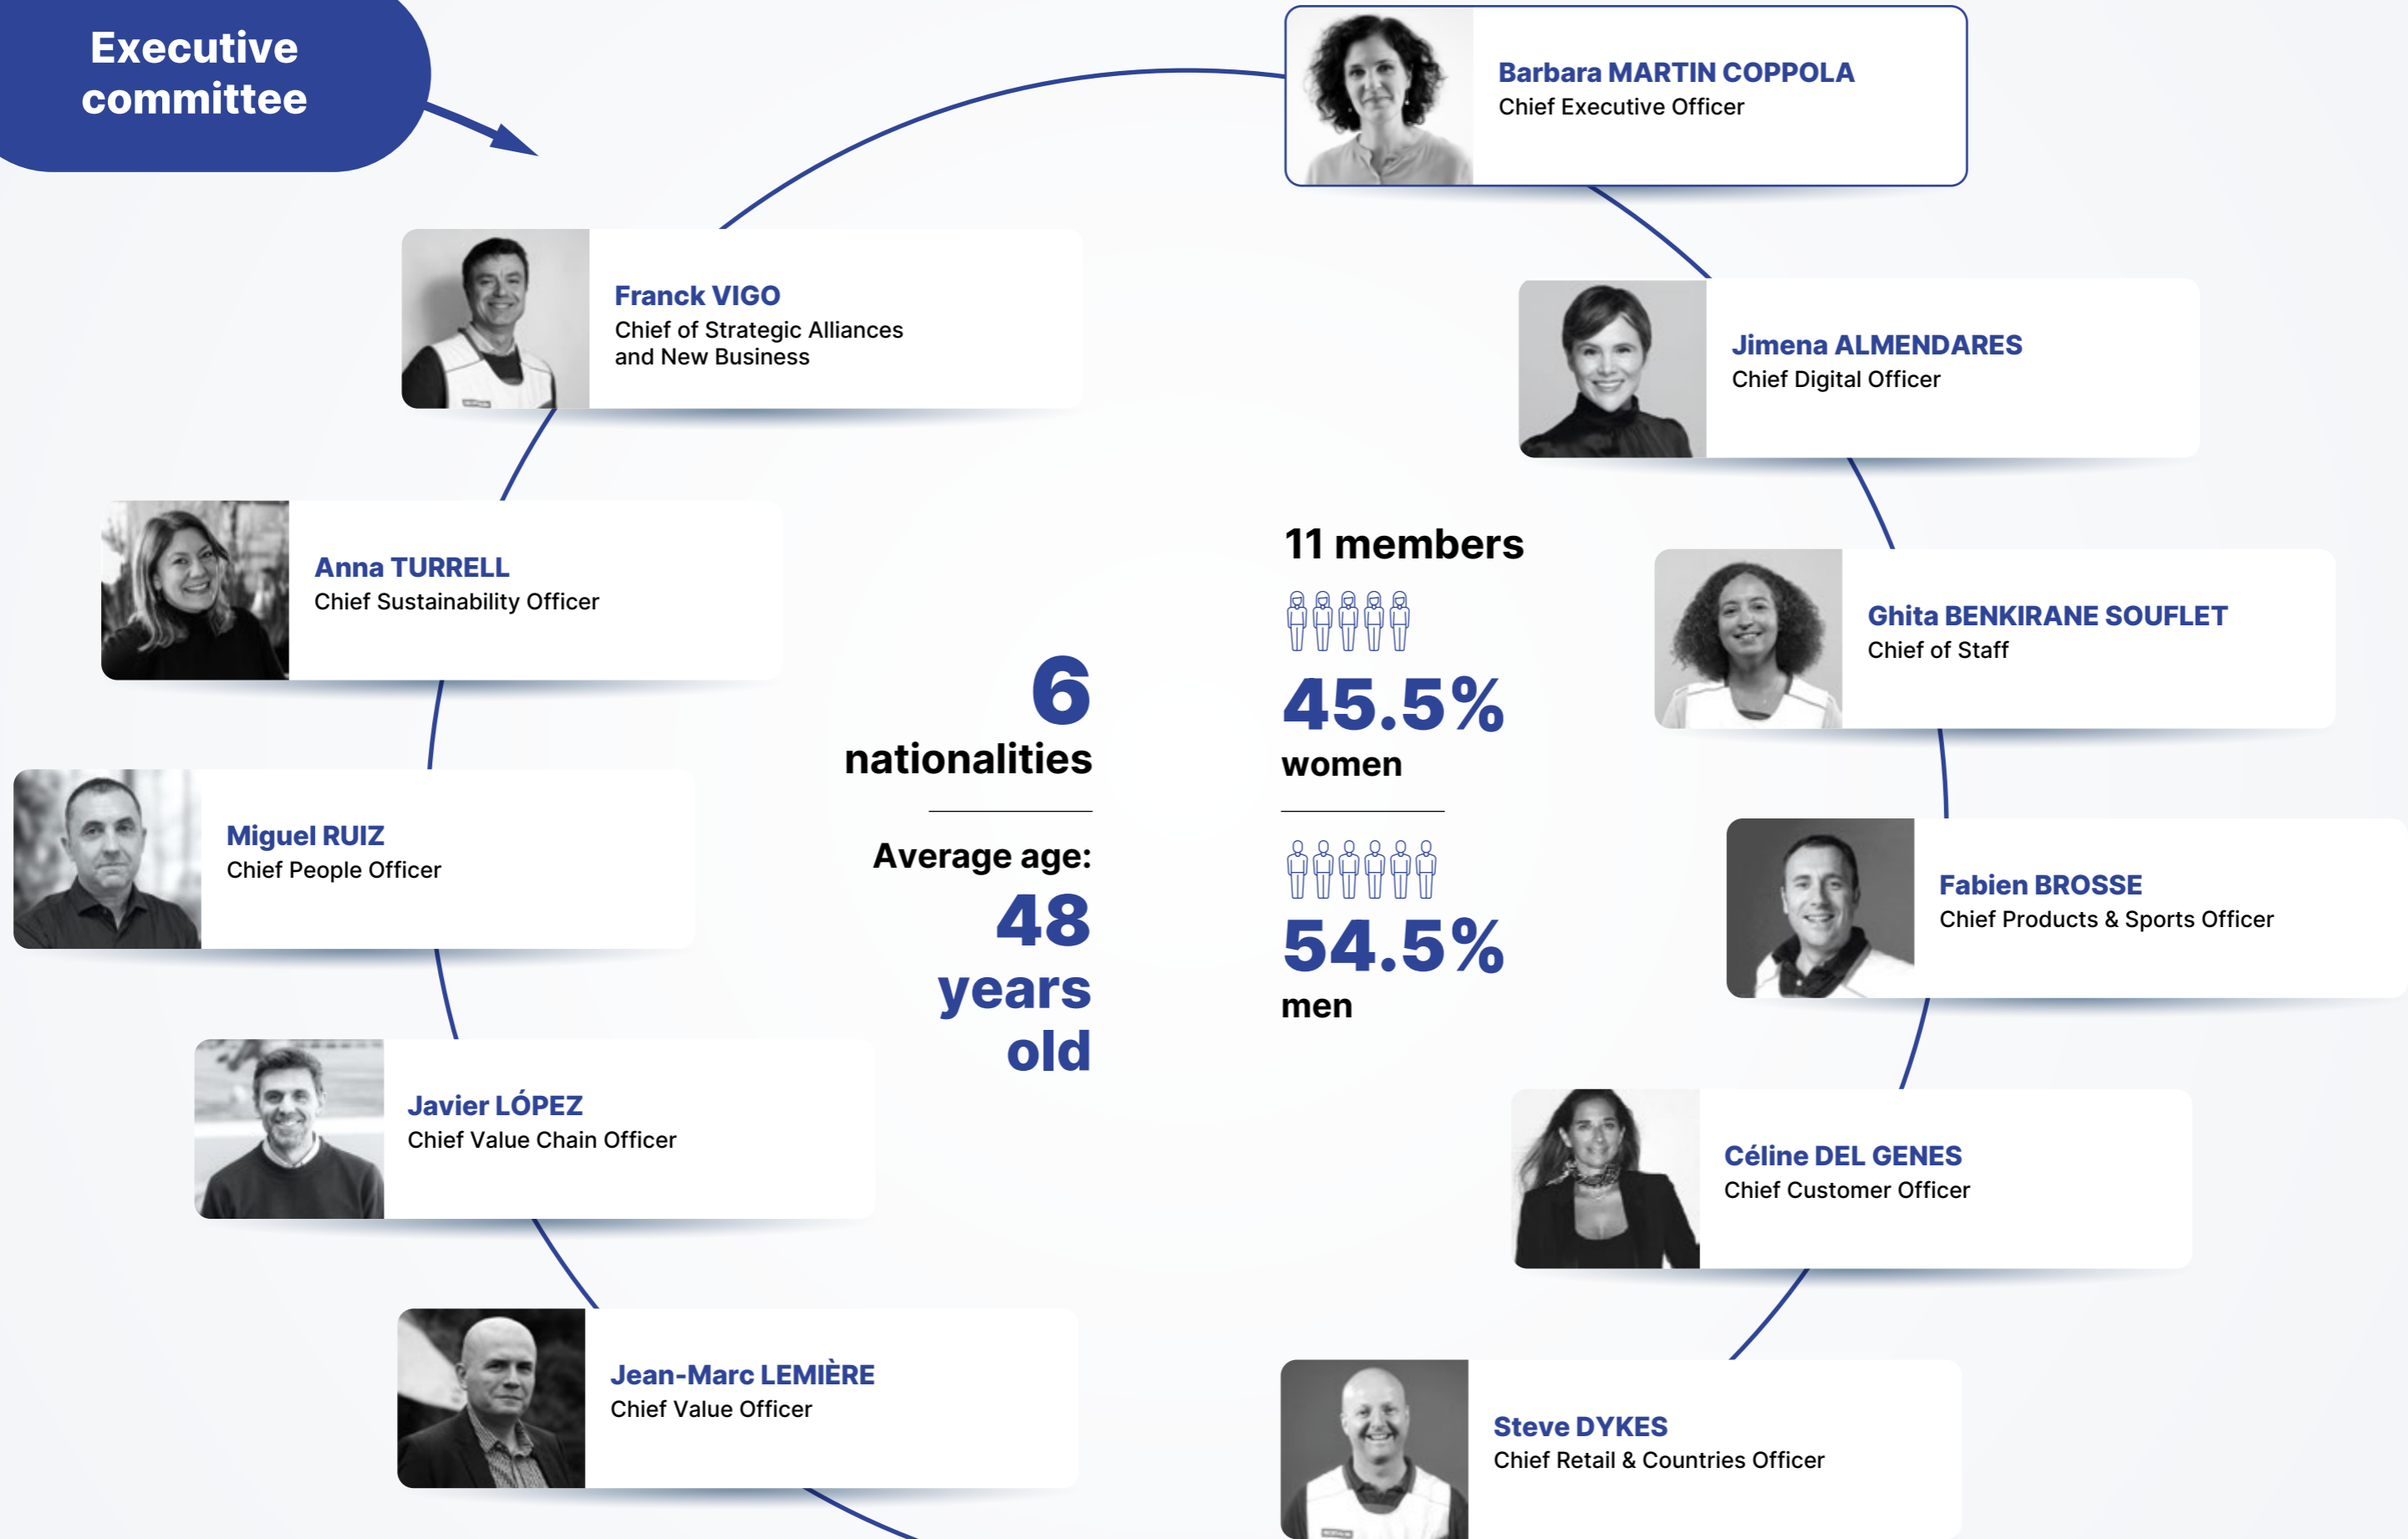 Executive
committee
Barbara MARTIN COPPOLA
Chief Executive Officer
Franck VIGO
Chief of Strategic Alliances
and New Business
Jimena ALMENDARES
Chief Digital Officer
Anna TURRELL
Chief Sustainability Officer
Ghita BENKIRANE SOUFLET
Chief of Staff
Miguel RUIZ
Chief People Officer
Fabien BROSSE
Chief Products & Sports Officer
Javier LÓPEZ
Chief Value Chain Officer
Céline DEL GENES
Chief Customer Officer
Jean-Marc LEMIÈRE
Chief Value Officer
Steve DYKES
Chief Retail & Countries Officer
6
nationalities
Average age:
48
years
old
11 members
45.5%
women
54.5%
men